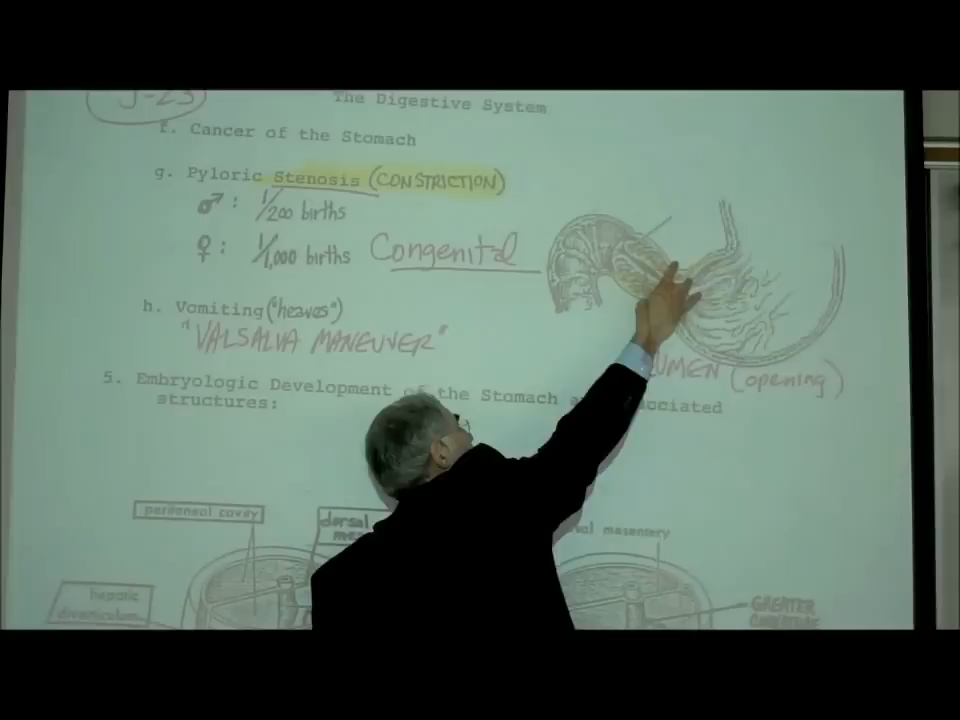 J-23
The Digestive System
f. Cancer of the Stomach
g. Pyloric Stenosis (CONSTRICTION)
♂: 1/200 births
♀: 1/1,000 births Congenital
h. Vomiting ("heaves")
"VALSALVA MANEUVER"
LUMEN (opening)
5. Embryologic Development of the Stomach
structures:
peritoneal cavity
dorsal
mesentery
hepatic
diverticulum
GREATER